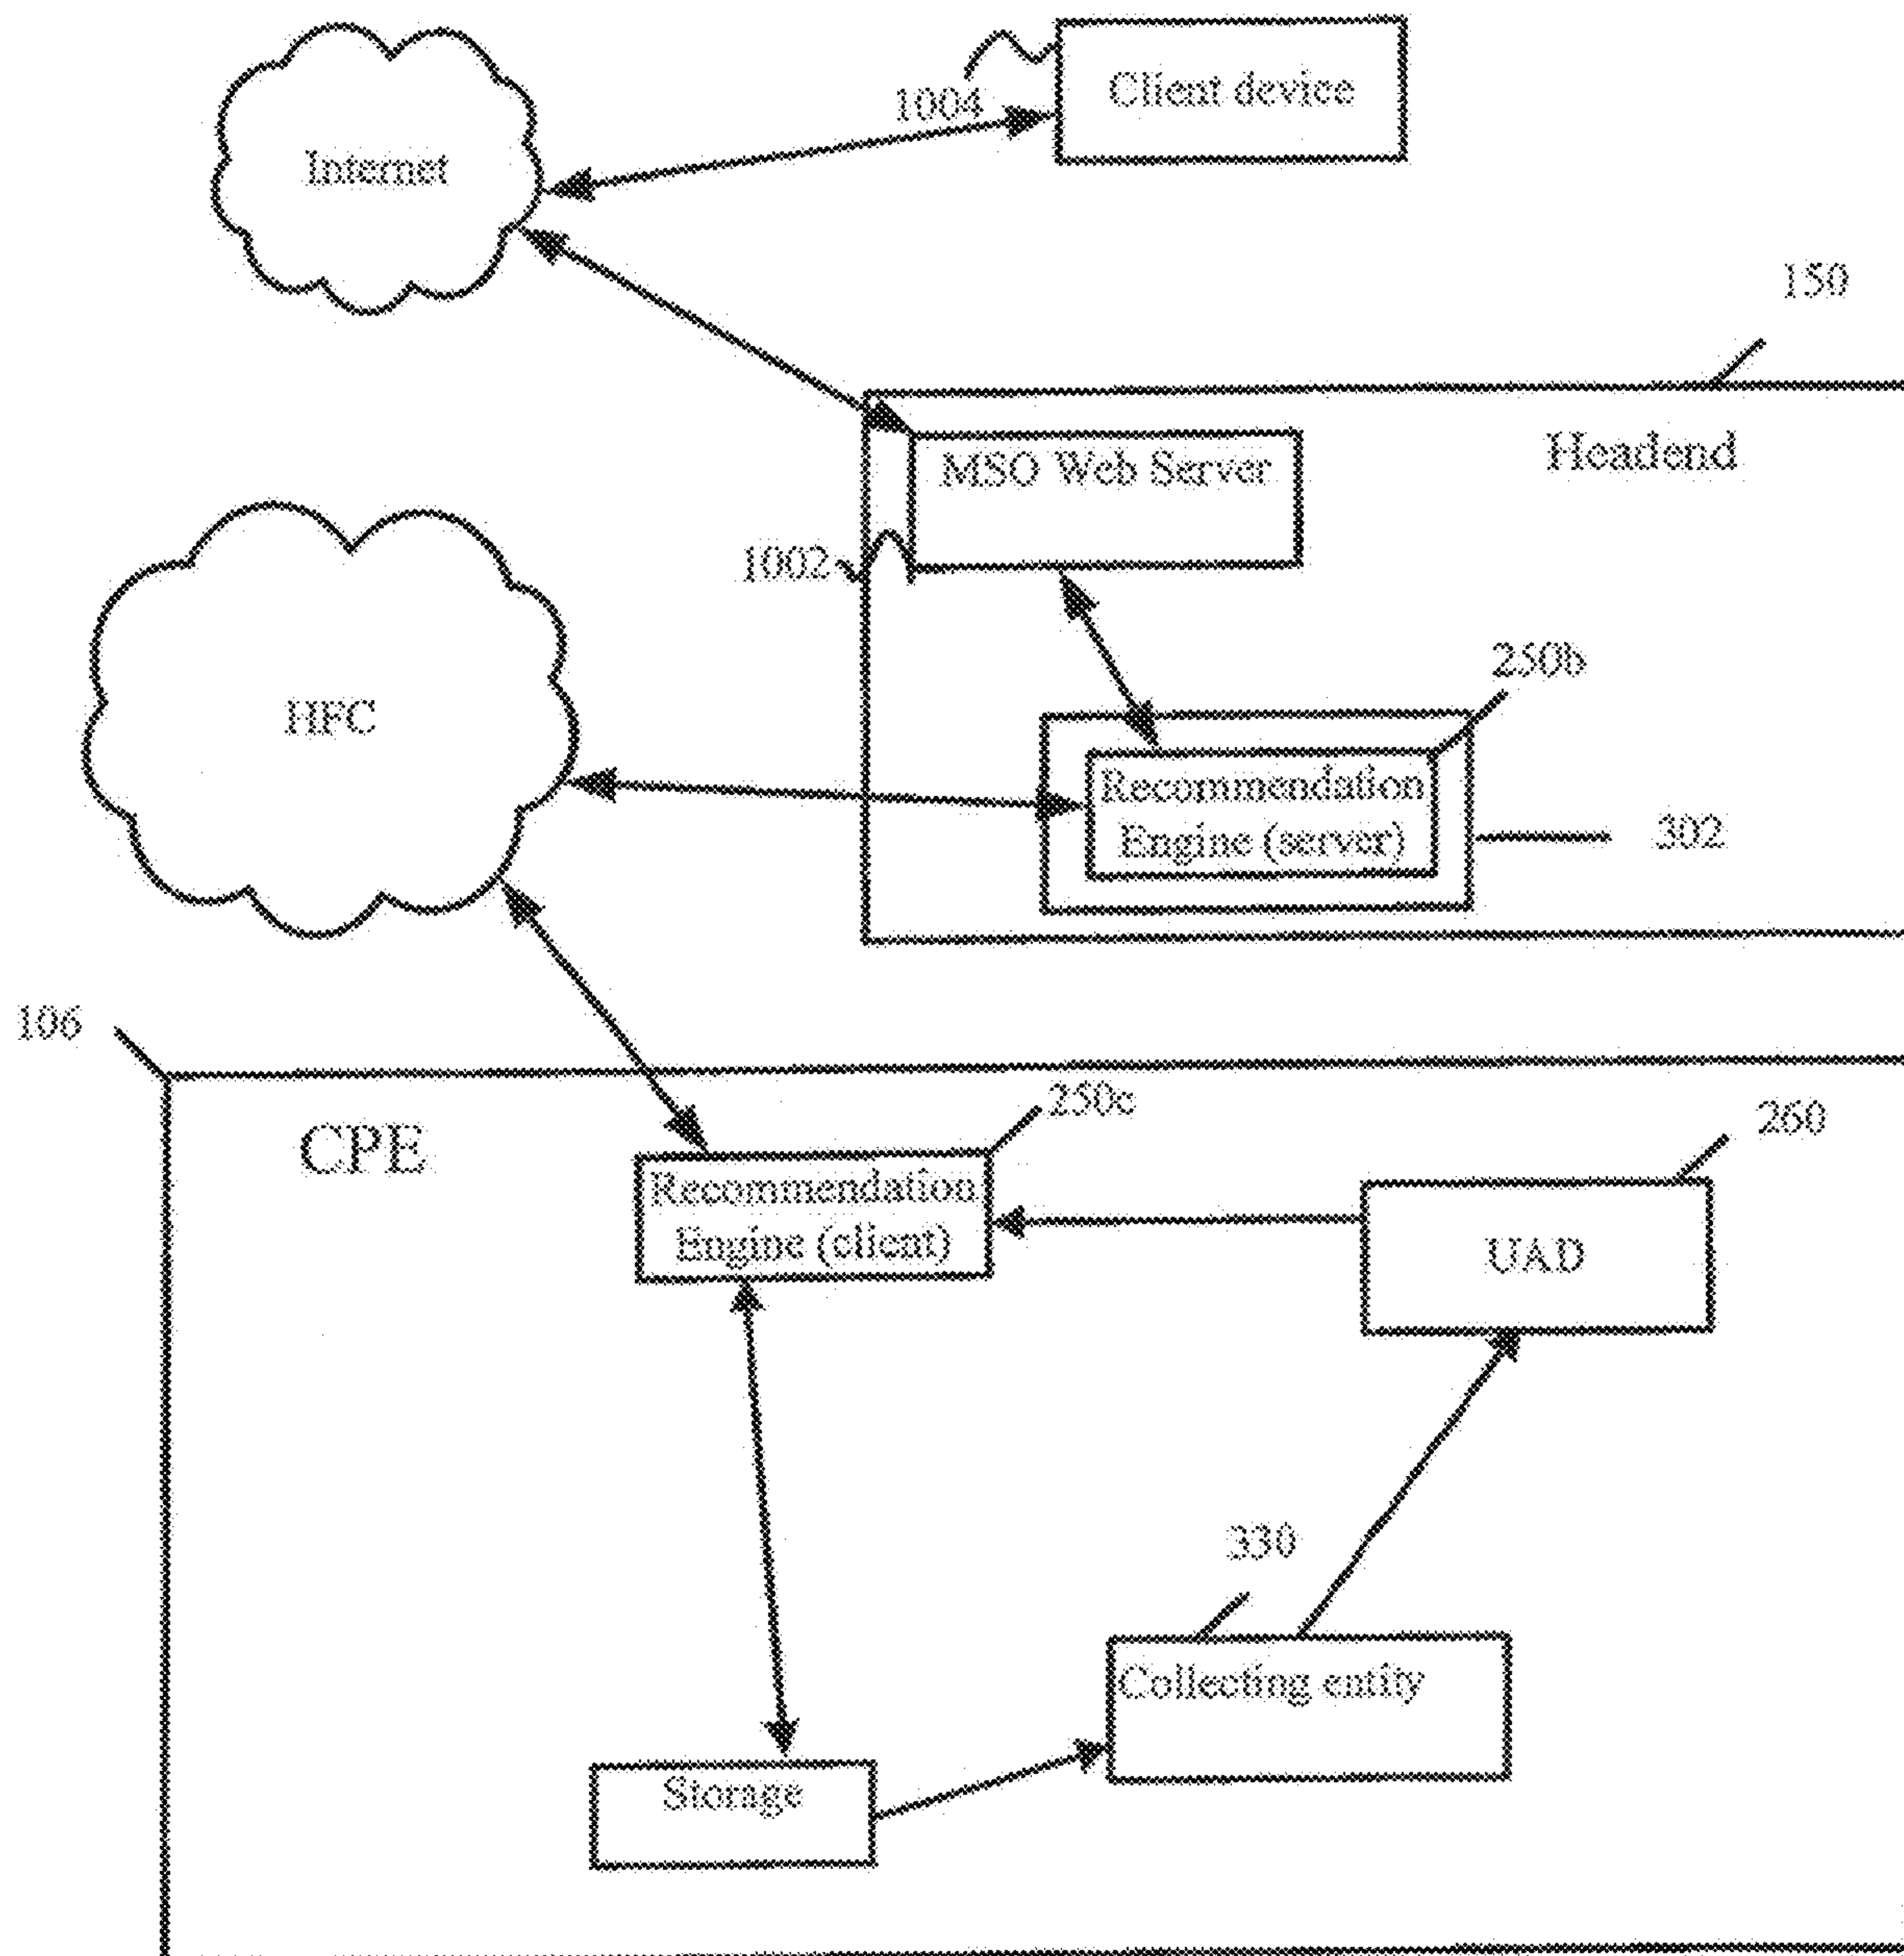 Client device
1004
Internet
150
MSO Web Server
Headend
1002
250b
HFC
Recommendation
Engine (server)
302
106
250c
260
CPE
Recommendation
Engine (client)
UAD
330
Collecting entity
Storage